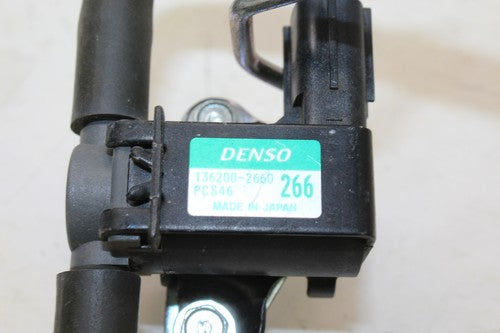 DENSO
136200-2660
PCS46 266
MADE IN JAPAN